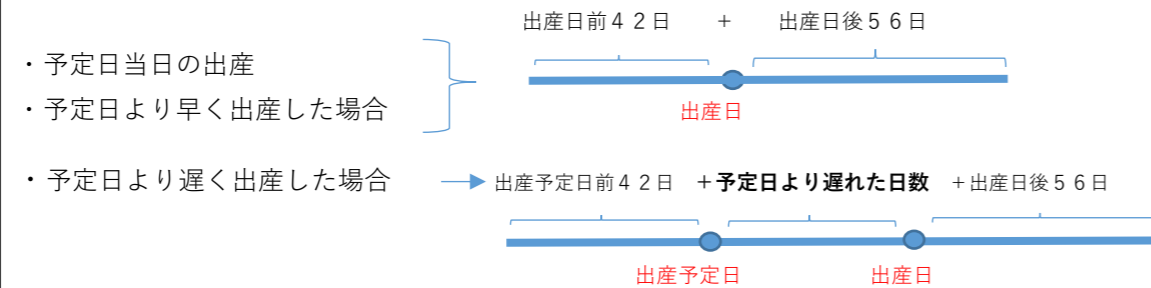 出産日前４２日　＋　出産日後５６日
・予定日当日の出産
・予定日より早く出産した場合
出産日
・予定日より遅く出産した場合
出産予定日前４２日　＋予定日より遅れた日数　＋出産日後５６日
出産予定日　出産日